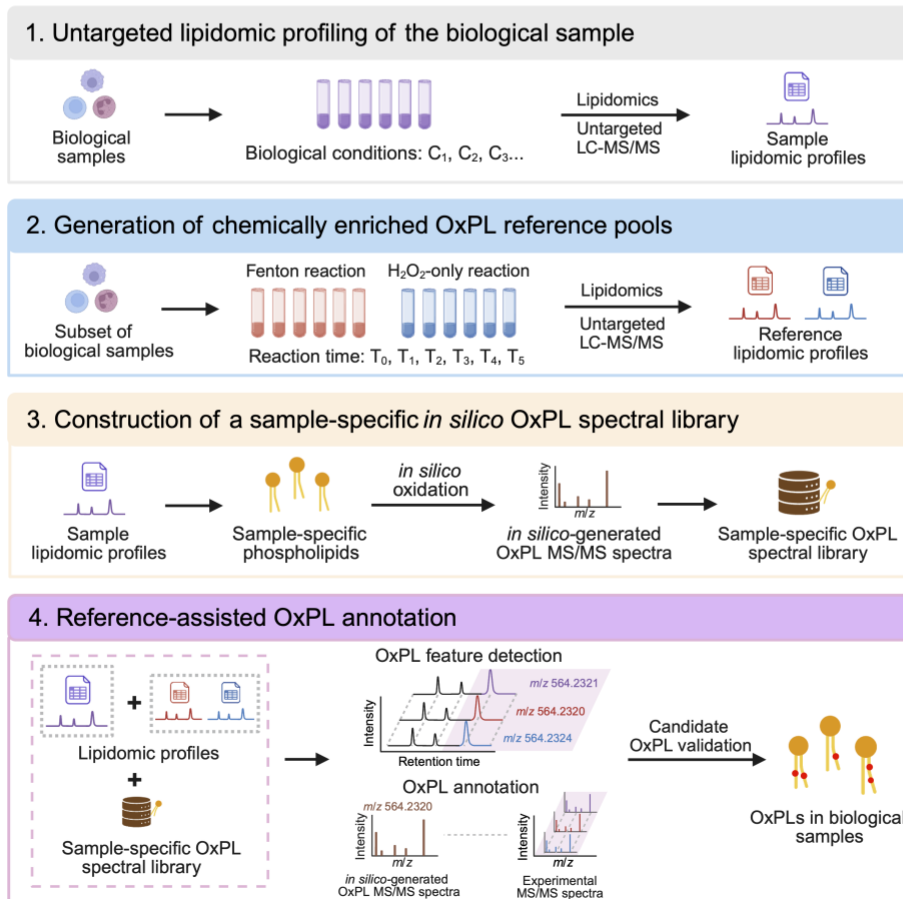 1. Untargeted lipidomic profiling of the biological sample
Biological
samples
Biological conditions: C₁, C₂, C₃...
Lipidomics
Untargeted
LC-MS/MS
Sample
lipidomic profiles
2. Generation of chemically enriched OxPL reference pools
Subset of
biological samples
Fenton reaction
H₂O₂-only reaction
Reaction time: T₀, T₁, T₂, T₃, T₄, T₅
Lipidomics
Untargeted
LC-MS/MS
Reference
lipidomic profiles
3. Construction of a sample-specific in silico OxPL spectral library
Sample
lipidomic profiles
Sample-specific
phospholipids
in silico
oxidation
Intensity
m/z
in silico-generated
OxPL MS/MS spectra
Sample-specific OxPL
spectral library
4. Reference-assisted OxPL annotation
+
Lipidomic profiles
+
Sample-specific OxPL
spectral library
OxPL feature detection
Intensity
m/z 564.2321
m/z 564.2320
m/z 564.2324
Retention time
OxPL annotation
m/z 564.2320
Intensity
m/z
in silico-generated
OxPL MS/MS spectra
Intensity
m/z
Experimental
MS/MS spectra
Candidate
OxPL validation
OxPLs in biological
samples